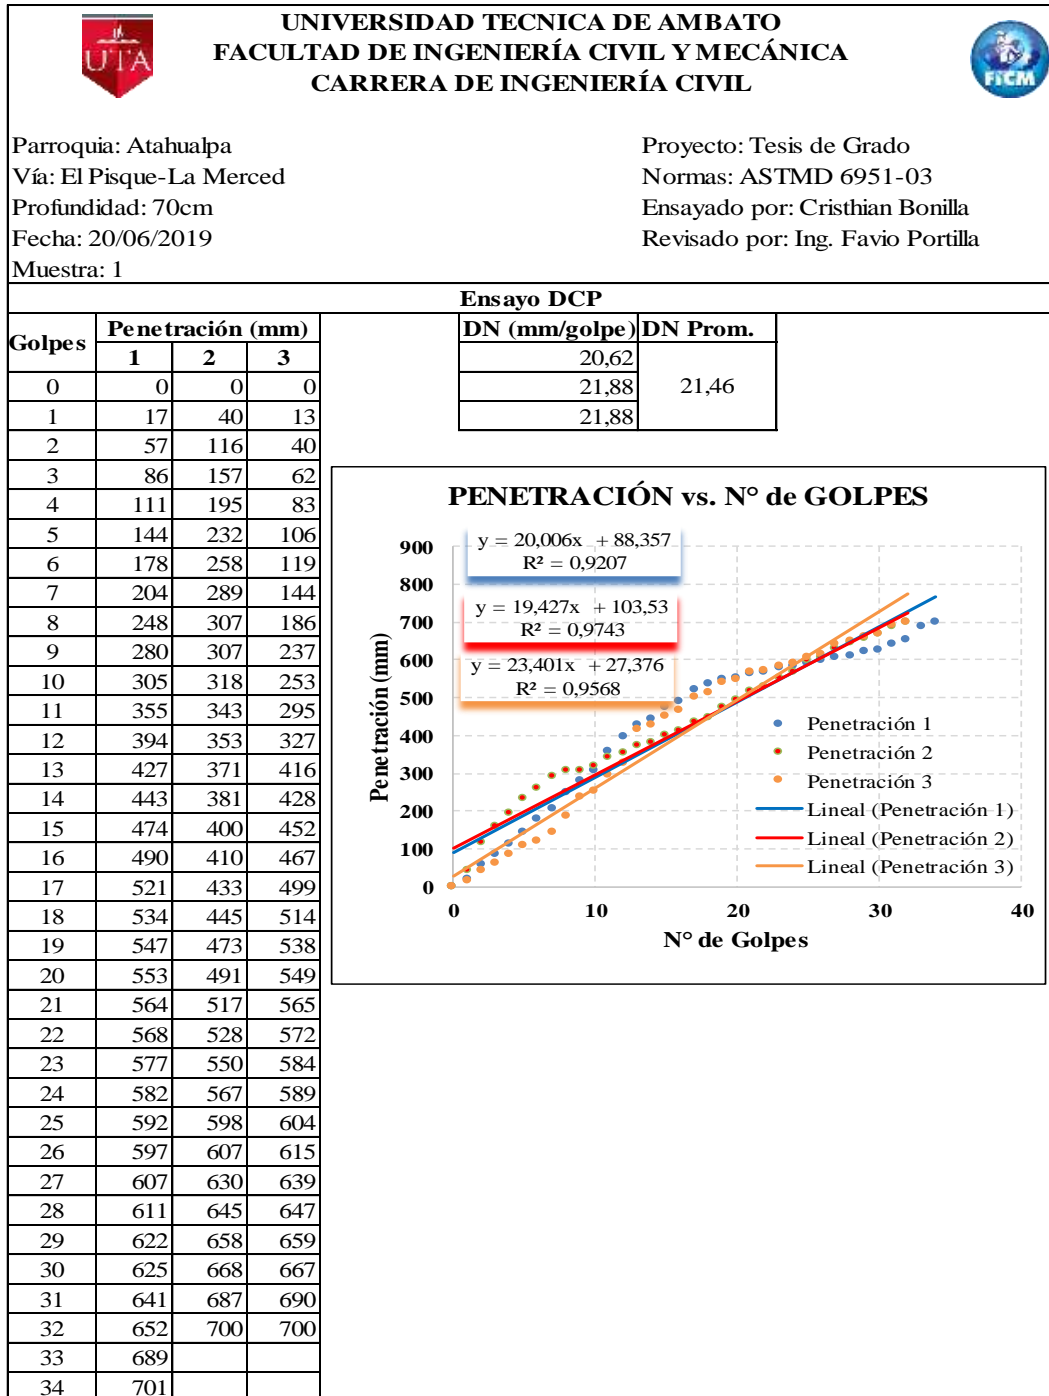 UNIVERSIDAD TECNICA DE AMBATO
FACULTAD DE INGENIERÍA CIVIL Y MECÁNICA
CARRERA DE INGENIERÍA CIVIL
UTA
FICM
Parroquia: Atahualpa
Proyecto: Tesis de Grado
Vía: El Pisque-La Merced
Normas: ASTMD 6951-03
Profundidad: 70cm
Ensayado por: Cristhian Bonilla
Fecha: 20/06/2019
Revisado por: Ing. Favio Portilla
Muestra: 1
Ensayo DCP
Golpes Penetración (mm)
1 2 3
0 0 0 0
1 17 40 13
2 57 116 40
3 86 157 62
4 111 195 83
5 144 232 106
6 178 258 119
7 204 289 144
8 248 307 186
9 280 307 237
10 305 318 253
11 355 343 295
12 394 353 327
13 427 371 416
14 443 381 428
15 474 400 452
16 490 410 467
17 521 433 499
18 534 445 514
19 547 473 538
20 553 491 549
21 564 517 565
22 568 528 572
23 577 550 584
24 582 567 589
25 592 598 604
26 597 607 615
27 607 630 639
28 611 645 647
29 622 658 659
30 625 668 667
31 641 687 690
32 652 700 700
33 689
34 701
DN (mm/golpe) DN Prom.
20,62
21,88 21,46
21,88
PENETRACIÓN vs. N° de GOLPES
y = 20,006x + 88,357
R² = 0,9207
y = 19,427x + 103,53
R² = 0,9743
y = 23,401x + 27,376
R² = 0,9568
Penetración (mm)
900
800
700
600
500
400
300
200
100
0
0 10 20 30 40
N° de Golpes
Penetración 1
Penetración 2
Penetración 3
Lineal (Penetración 1)
Lineal (Penetración 2)
Lineal (Penetración 3)